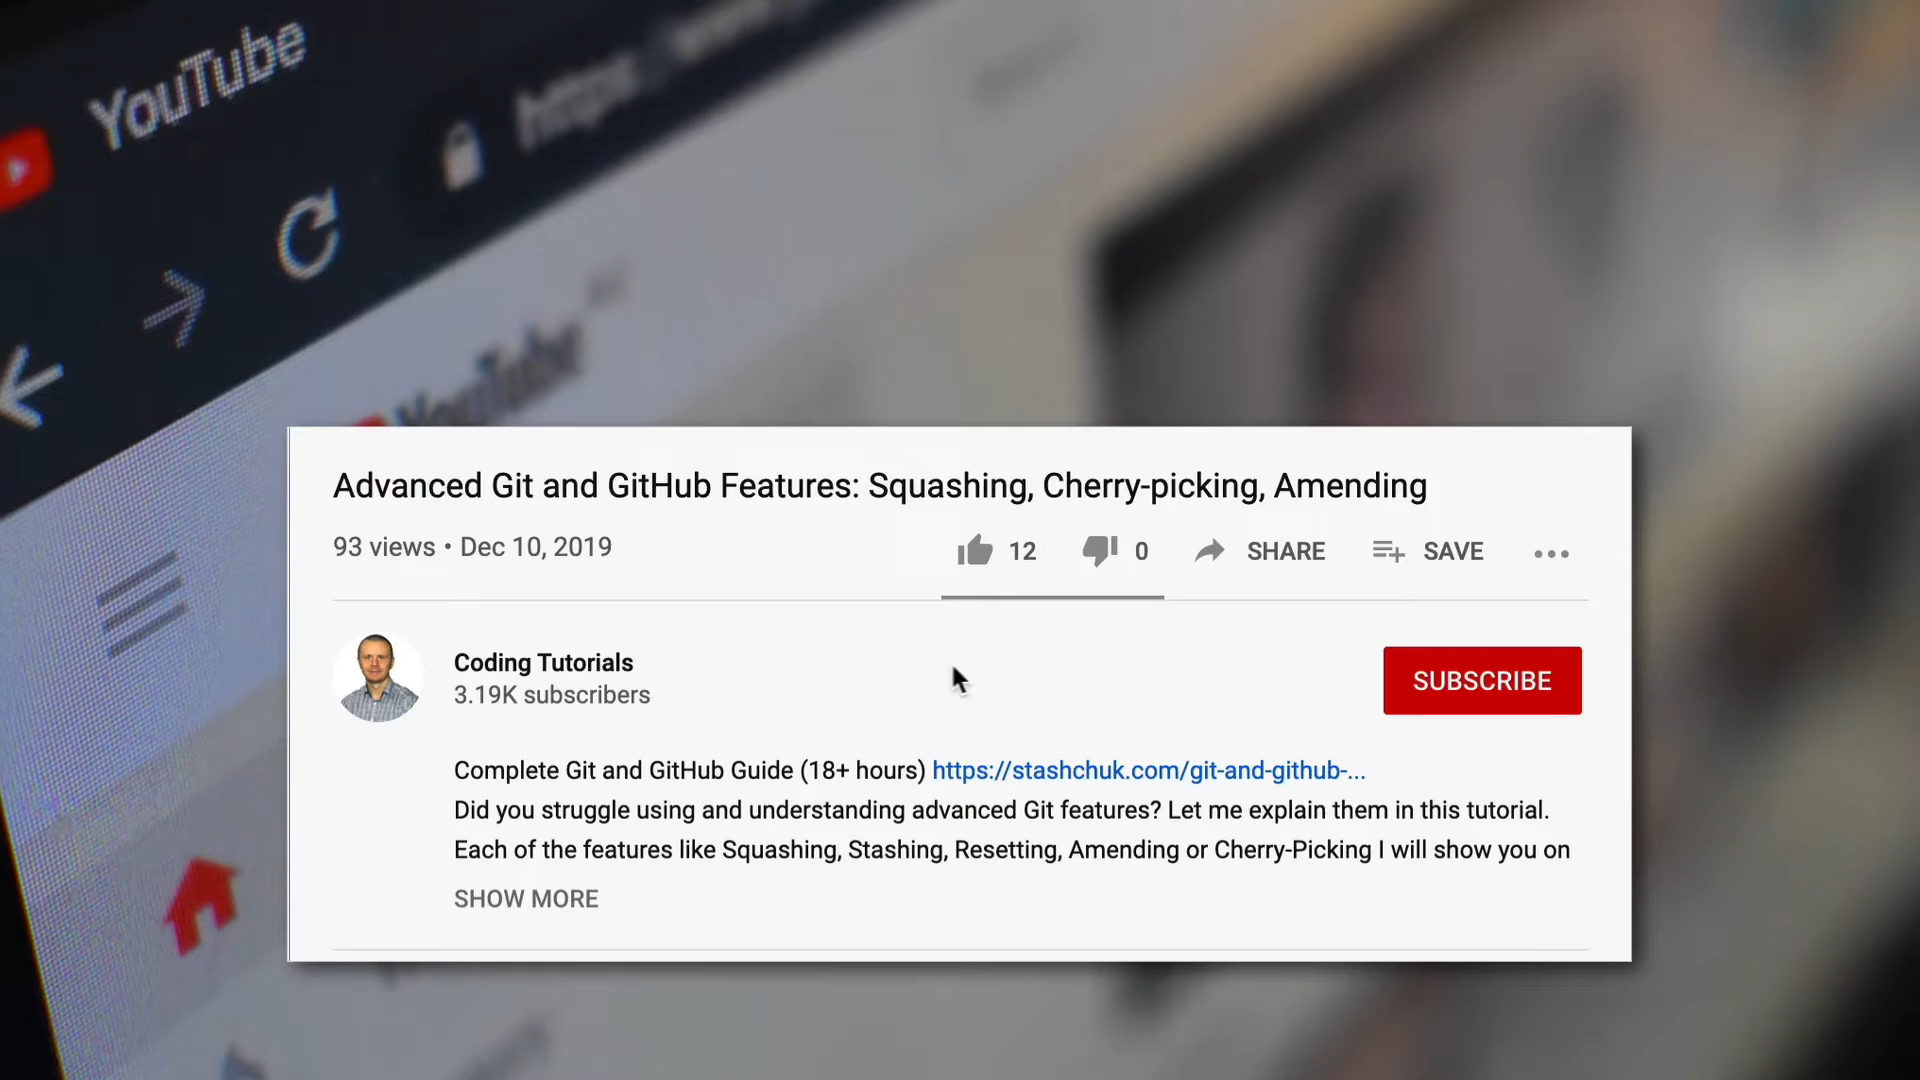 YouTube
https
YouTube
Advanced Git and GitHub Features: Squashing, Cherry-picking, Amending
93 views • Dec 10, 2019
12 0 SHARE SAVE
Coding Tutorials
3.19K subscribers
SUBSCRIBE
Complete Git and GitHub Guide (18+ hours) https://stashchuk.com/git-and-github-...
Did you struggle using and understanding advanced Git features? Let me explain them in this tutorial.
Each of the features like Squashing, Stashing, Resetting, Amending or Cherry-Picking I will show you on
SHOW MORE